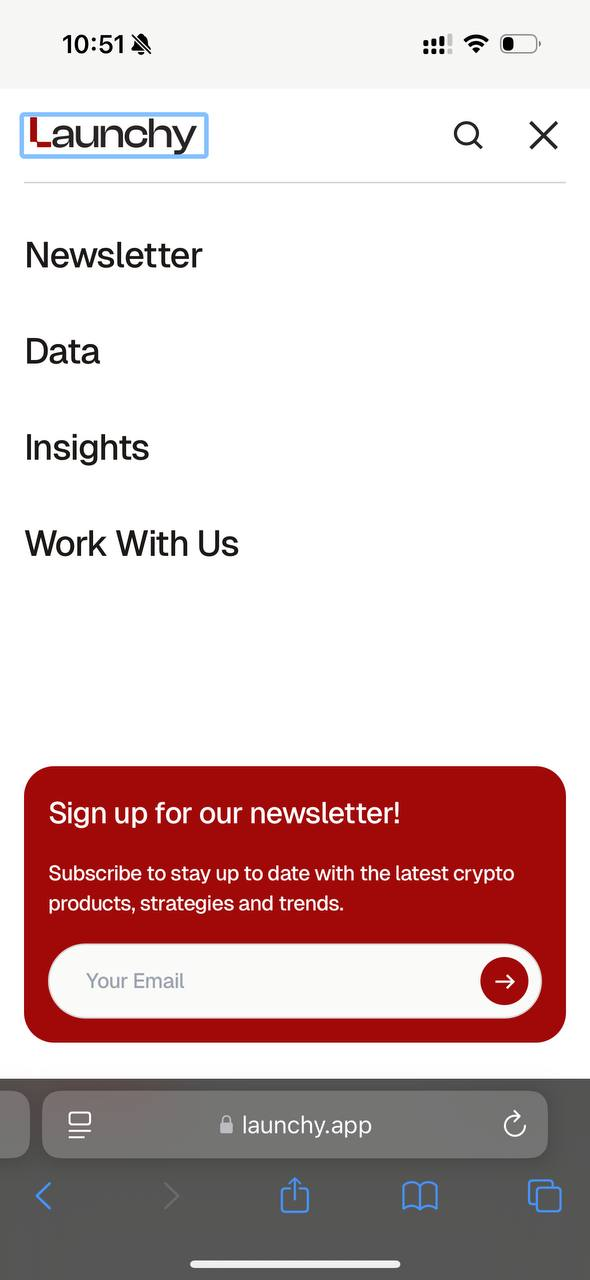 10:51
Launchy
Newsletter
Data
Insights
Work With Us
Sign up for our newsletter!
Subscribe to stay up to date with the latest crypto
products, strategies and trends.
Your Email
launchy.app